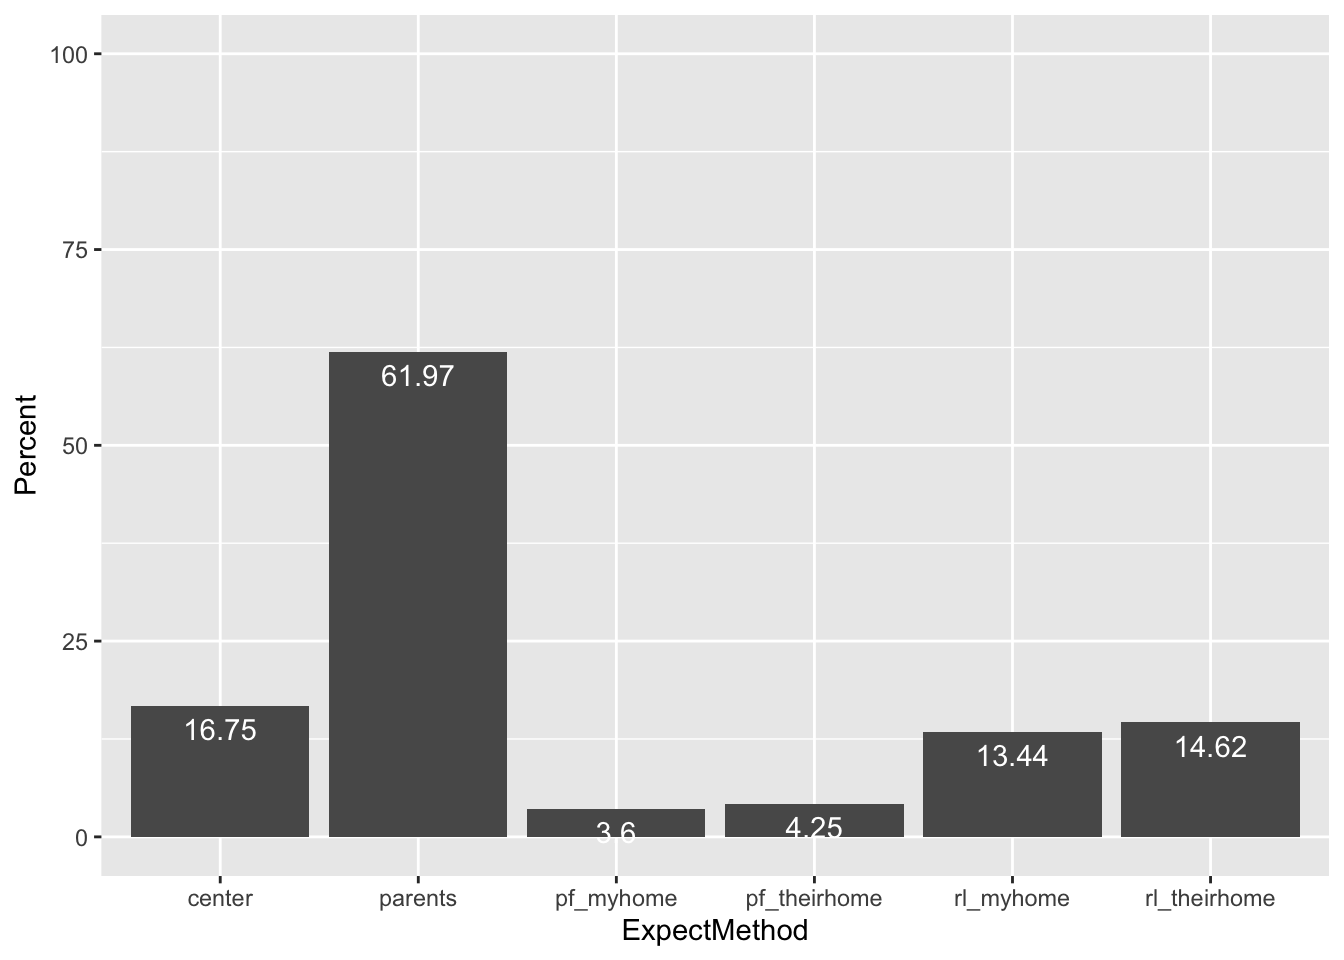 100
75
50
25
0
Percent
61.97
16.75
3.6
4.25
13.44
14.62
center
parents
pf_myhome
pf_theirhome
rl_myhome
rl_theirhome
ExpectMethod